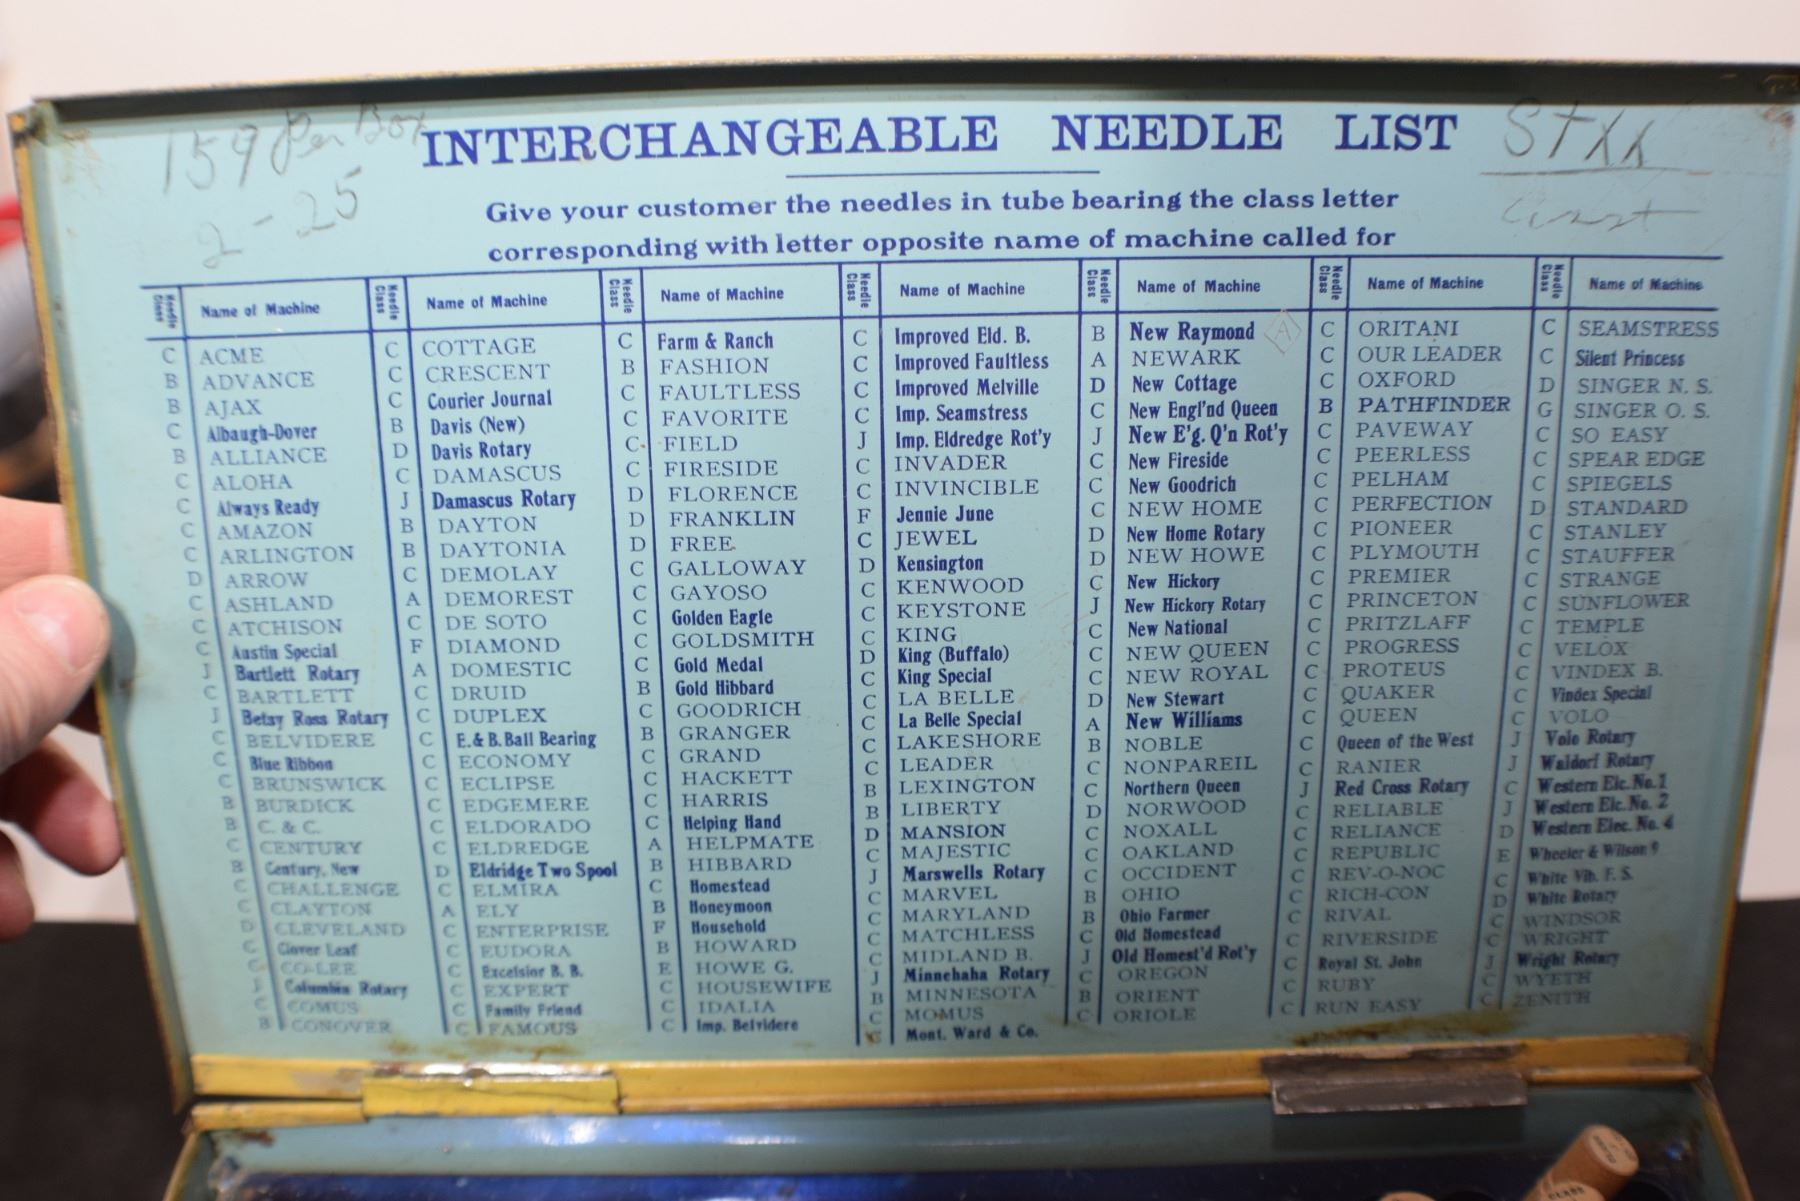 159 Per Box
2-25
INTERCHANGEABLE NEEDLE LIST
Stxx
Give your customer the needles in tube bearing the class letter
corresponding with letter opposite name of machine called for
Needle Class Name of Machine
C ACME
B ADVANCE
B AJAX
C Albaugh-Dover
B ALLIANCE
C ALOHA
C Always Ready
C AMAZON
C ARLINGTON
D ARROW
C ASHLAND
C ATCHISON
C Austin Special
J Bartlett Rotary
C BARTLETT
J Betsy Ross Rotary
C BELVIDERE
C Blue Ribbon
C BRUNSWICK
B BURDICK
B C. & C.
C CENTURY
B Century, New
C CHALLENGE
C CLAYTON
D CLEVELAND
C Clover Leaf
C CO-LEE
J Columbia Rotary
C COMUS
B CONOVER
Needle Class Name of Machine
C COTTAGE
C CRESCENT
C Courier Journal
B Davis (New)
D Davis Rotary
C DAMASCUS
J Damascus Rotary
B DAYTON
B DAYTONIA
C DEMOLAY
A DEMOREST
C DE SOTO
F DIAMOND
A DOMESTIC
C DRUID
C DUPLEX
C E. & B. Ball Bearing
C ECONOMY
C ECLIPSE
C EDGEMERE
C ELDORADO
C ELDREDGE
D Eldridge Two Spool
C ELMIRA
A ELY
C ENTERPRISE
C EUDORA
C Excelsior B. B.
C EXPERT
C Family Friend
C FAMOUS
Needle Class Name of Machine
C Farm & Ranch
B FASHION
C FAULTLESS
C FAVORITE
C FIELD
C FIRESIDE
D FLORENCE
D FRANKLIN
D FREE
C GALLOWAY
C GAYOSO
C Golden Eagle
C GOLDSMITH
C Gold Medal
B Gold Hibbard
C GOODRICH
B GRANGER
C GRAND
C HACKETT
C HARRIS
C Helping Hand
A HELPMATE
B HIBBARD
C Homestead
B Honeymoon
F Household
B HOWARD
E HOWE G.
C HOUSEWIFE
C IDALIA
C Imp. Belvidere
Needle Class Name of Machine
C Improved Eld. B.
C Improved Faultless
C Improved Melville
C Imp. Seamstress
J Imp. Eldredge Rot'y
C INVADER
C INVINCIBLE
F Jennie June
C JEWEL
D Kensington
C KENWOOD
C KEYSTONE
C KING
D King (Buffalo)
C King Special
C LA BELLE
C La Belle Special
C LAKESHORE
C LEADER
B LEXINGTON
B LIBERTY
D MANSION
C MAJESTIC
J Marswells Rotary
C MARVEL
C MARYLAND
C MATCHLESS
C MIDLAND B.
J Minnehaha Rotary
B MINNESOTA
C MOMUS
C Mont. Ward & Co.
Needle Class Name of Machine
B New Raymond A
A NEWARK
D New Cottage
C New Engl'nd Queen
J New E'g. Q'n Rot'y
C New Fireside
C New Goodrich
C NEW HOME
D New Home Rotary
D NEW HOWE
C New Hickory
J New Hickory Rotary
C New National
C NEW QUEEN
C NEW ROYAL
D New Stewart
A New Williams
B NOBLE
C NONPAREIL
C Northern Queen
D NORWOOD
C NOXALL
C OAKLAND
C OCCIDENT
B OHIO
B Ohio Farmer
C Old Homestead
J Old Homest'd Rot'y
C OREGON
B ORIENT
C ORIOLE
Needle Class Name of Machine
C ORITANI
C OUR LEADER
C OXFORD
B PATHFINDER
C PAVEWAY
C PEERLESS
C PELHAM
C PERFECTION
C PIONEER
C PLYMOUTH
C PREMIER
C PRINCETON
C PRITZLAFF
C PROGRESS
C PROTEUS
C QUAKER
C QUEEN
C Queen of the West
C RANIER
J Red Cross Rotary
C RELIABLE
C RELIANCE
C REPUBLIC
C REV-O-NOC
C RICH-CON
C RIVAL
C RIVERSIDE
C Royal St. John
C RUBY
C RUN EASY
Needle Class Name of Machine
C SEAMSTRESS
C Silent Princess
D SINGER N. S.
G SINGER O. S.
C SO EASY
C SPEAR EDGE
C SPIEGELS
D STANDARD
C STANLEY
C STAUFFER
C STRANGE
C SUNFLOWER
C TEMPLE
C VELOX
C VINDEX B.
C Vindex Special
C VOLO
J Volo Rotary
J Waldorf Rotary
C Western Elc. No. 1
J Western Elc. No. 2
D Western Elec. No. 4
E Wheeler & Wilson 9
C White Vib. F. S.
D White Rotary
C WINDSOR
C WRIGHT
J Wright Rotary
C WYETH
C ZENITH